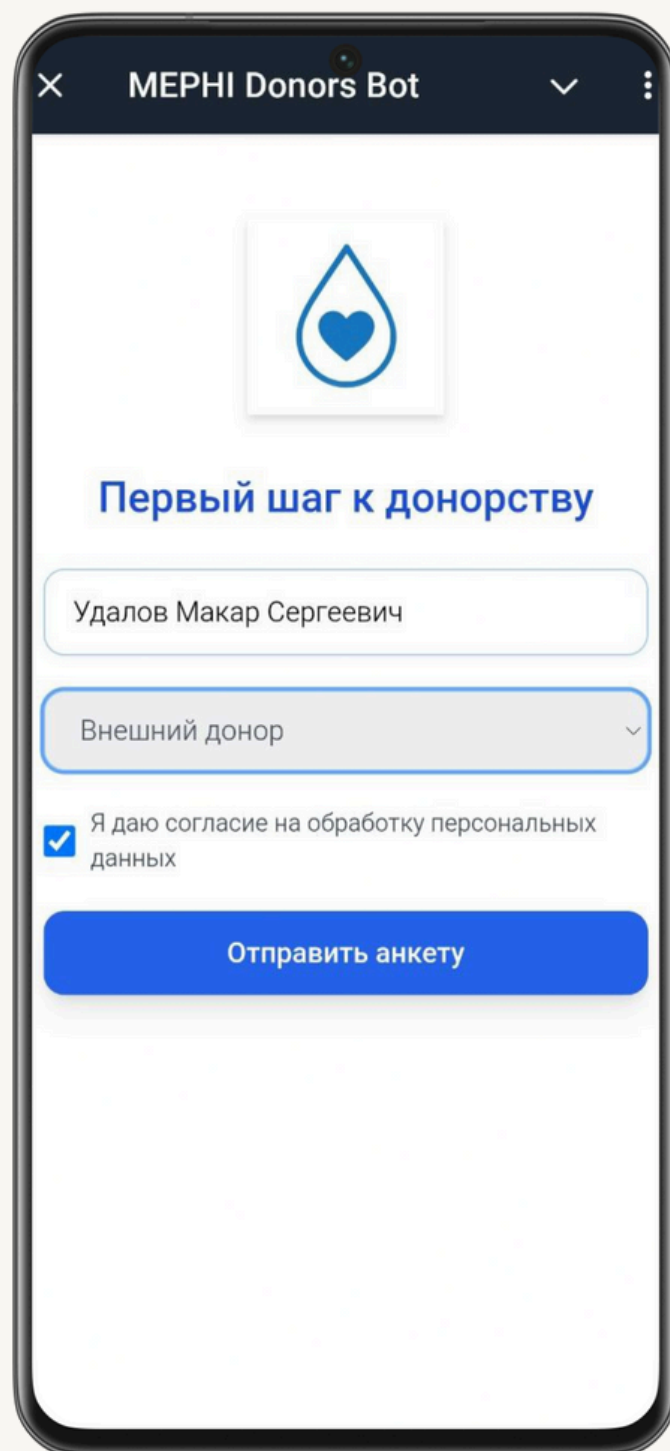 MEPHI Donors Bot
Первый шаг к донорству
Удалов Макар Сергеевич
Внешний донор
Я даю согласие на обработку персональных
данных
Отправить анкету